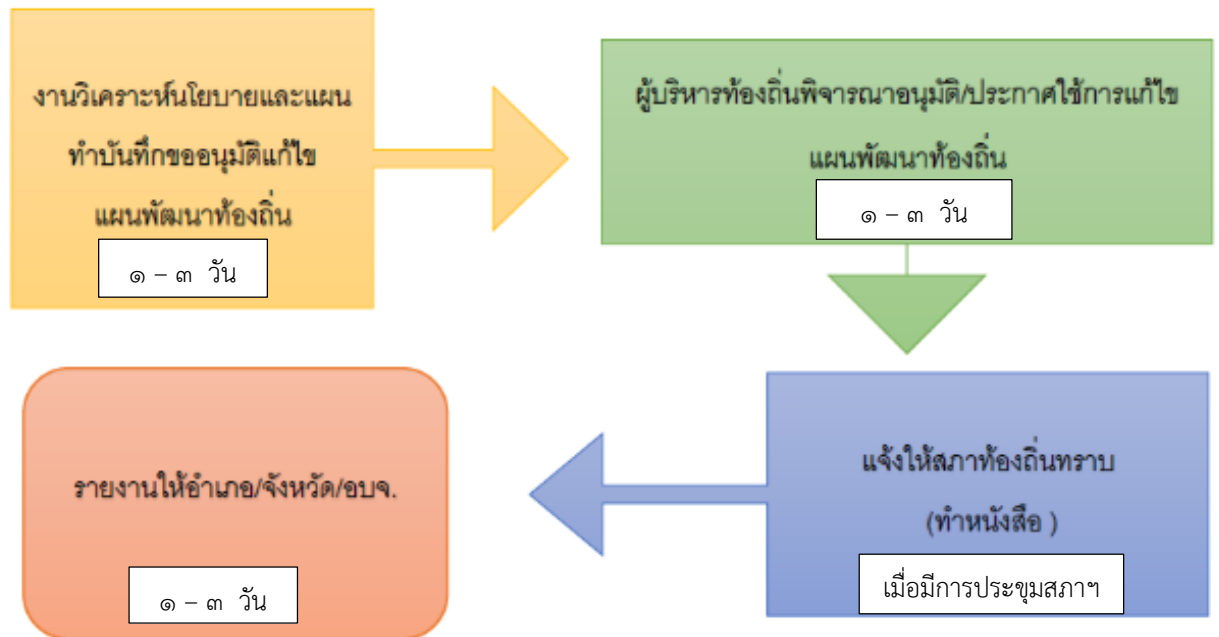 งานวิเคราะห์นโยบายและแผน
ทำบันทึกขออนุมัติแก้ไข
แผนพัฒนาท้องถิ่น
๑ – ๓ วัน
ผู้บริหารท้องถิ่นพิจารณาอนุมัติ/ประกาศใช้การแก้ไข
แผนพัฒนาท้องถิ่น
๑ – ๓ วัน
แจ้งให้สภาท้องถิ่นทราบ
(ทำหนังสือ )
เมื่อมีการประขุมสภาฯ
รายงานให้อำเภอ/จังหวัด/อบจ.
๑ – ๓ วัน